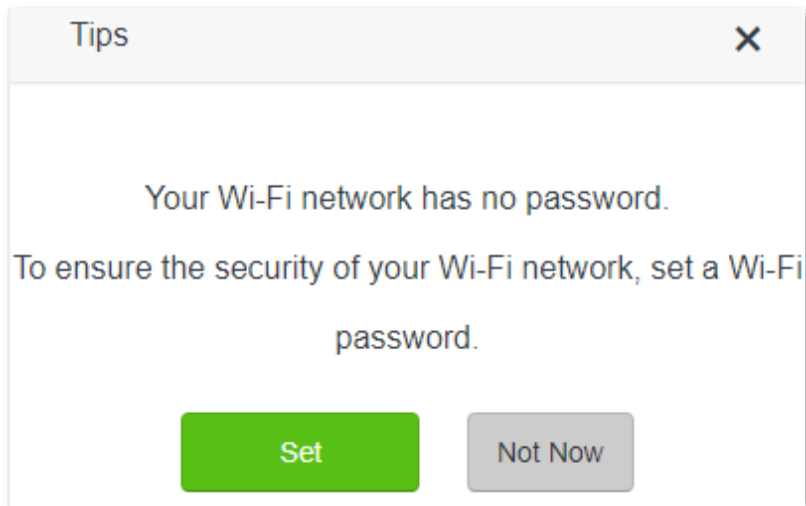 Tips
Your Wi-Fi network has no password.
To ensure the security of your Wi-Fi network, set a Wi-Fi
password.
Set
Not Now